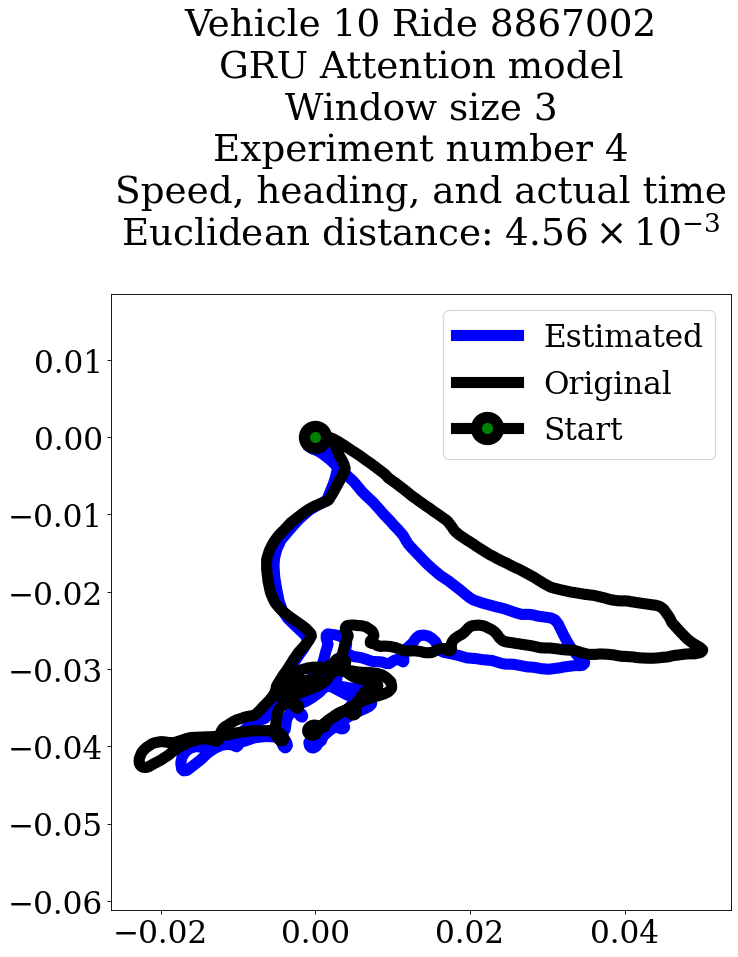 Vehicle 10 Ride 8867002
GRU Attention model
Window size 3
Experiment number 4
Speed, heading, and actual time
Euclidean distance: 4.56 × 10⁻³
Estimated
Original
Start
0.01
0.00
−0.01
−0.02
−0.03
−0.04
−0.05
−0.06
−0.02
0.00
0.02
0.04